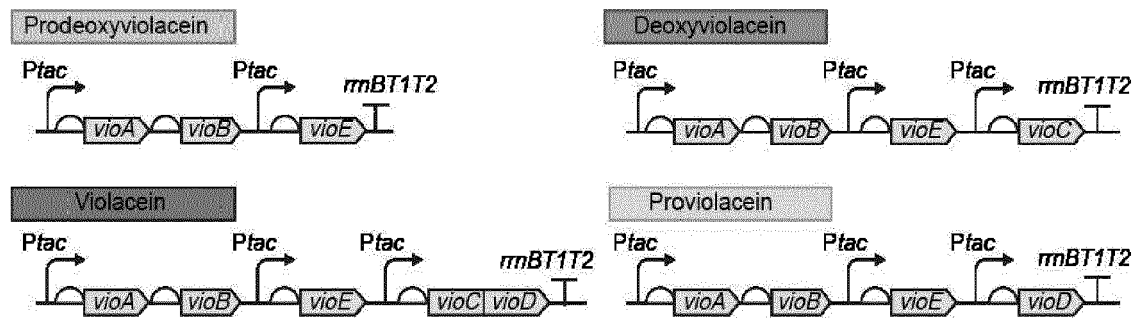 Prodeoxyviolacein
Deoxyviolacein
Ptac Ptac rrnBT1T2
Ptac Ptac Ptac rrnBT1T2
vioA vioB vioE
vioA vioB vioE vioC
Violacein
Proviolacein
Ptac Ptac Ptac rrnBT1T2
Ptac Ptac Ptac rrnBT1T2
vioA vioB vioE vioC vioD
vioA vioB vioE vioD